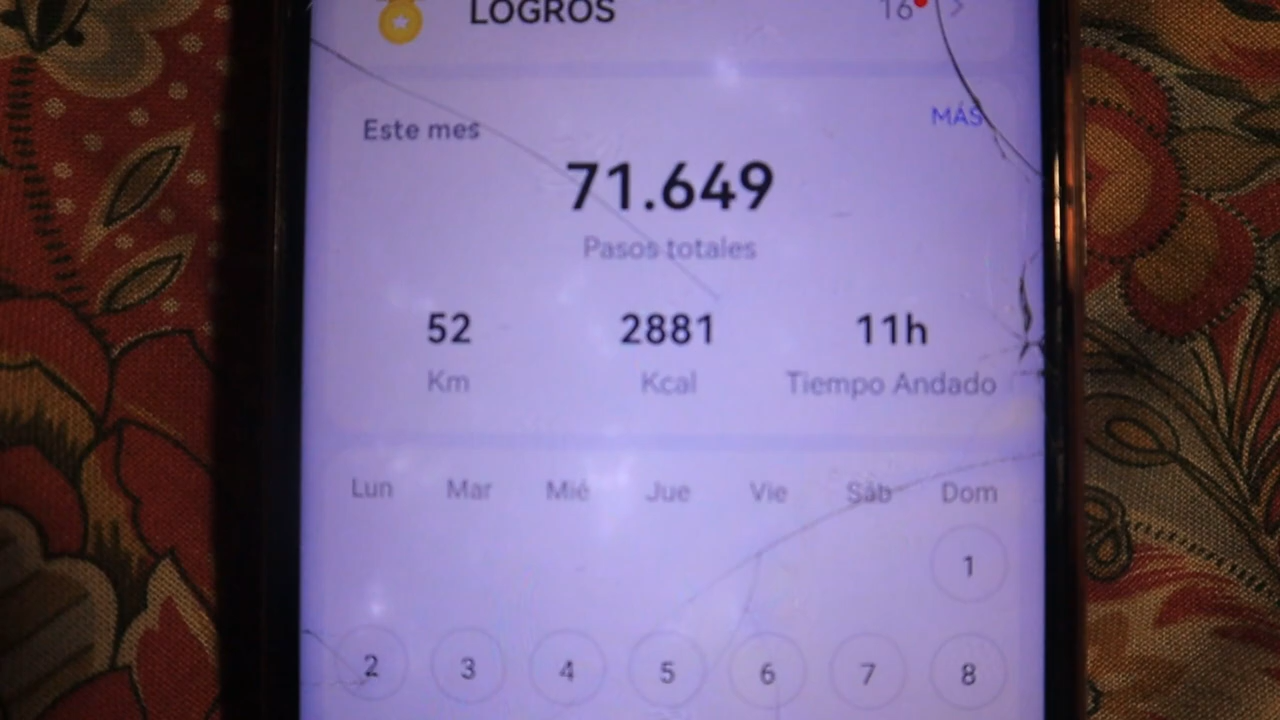 LOGROS 16
Este mes MÁS
71.649
Pasos totales
52 2881 11h
Km Kcal Tiempo Andado
Lun Mar Mié Jue Vie Sáb Dom
1
2 3 4 5 6 7 8